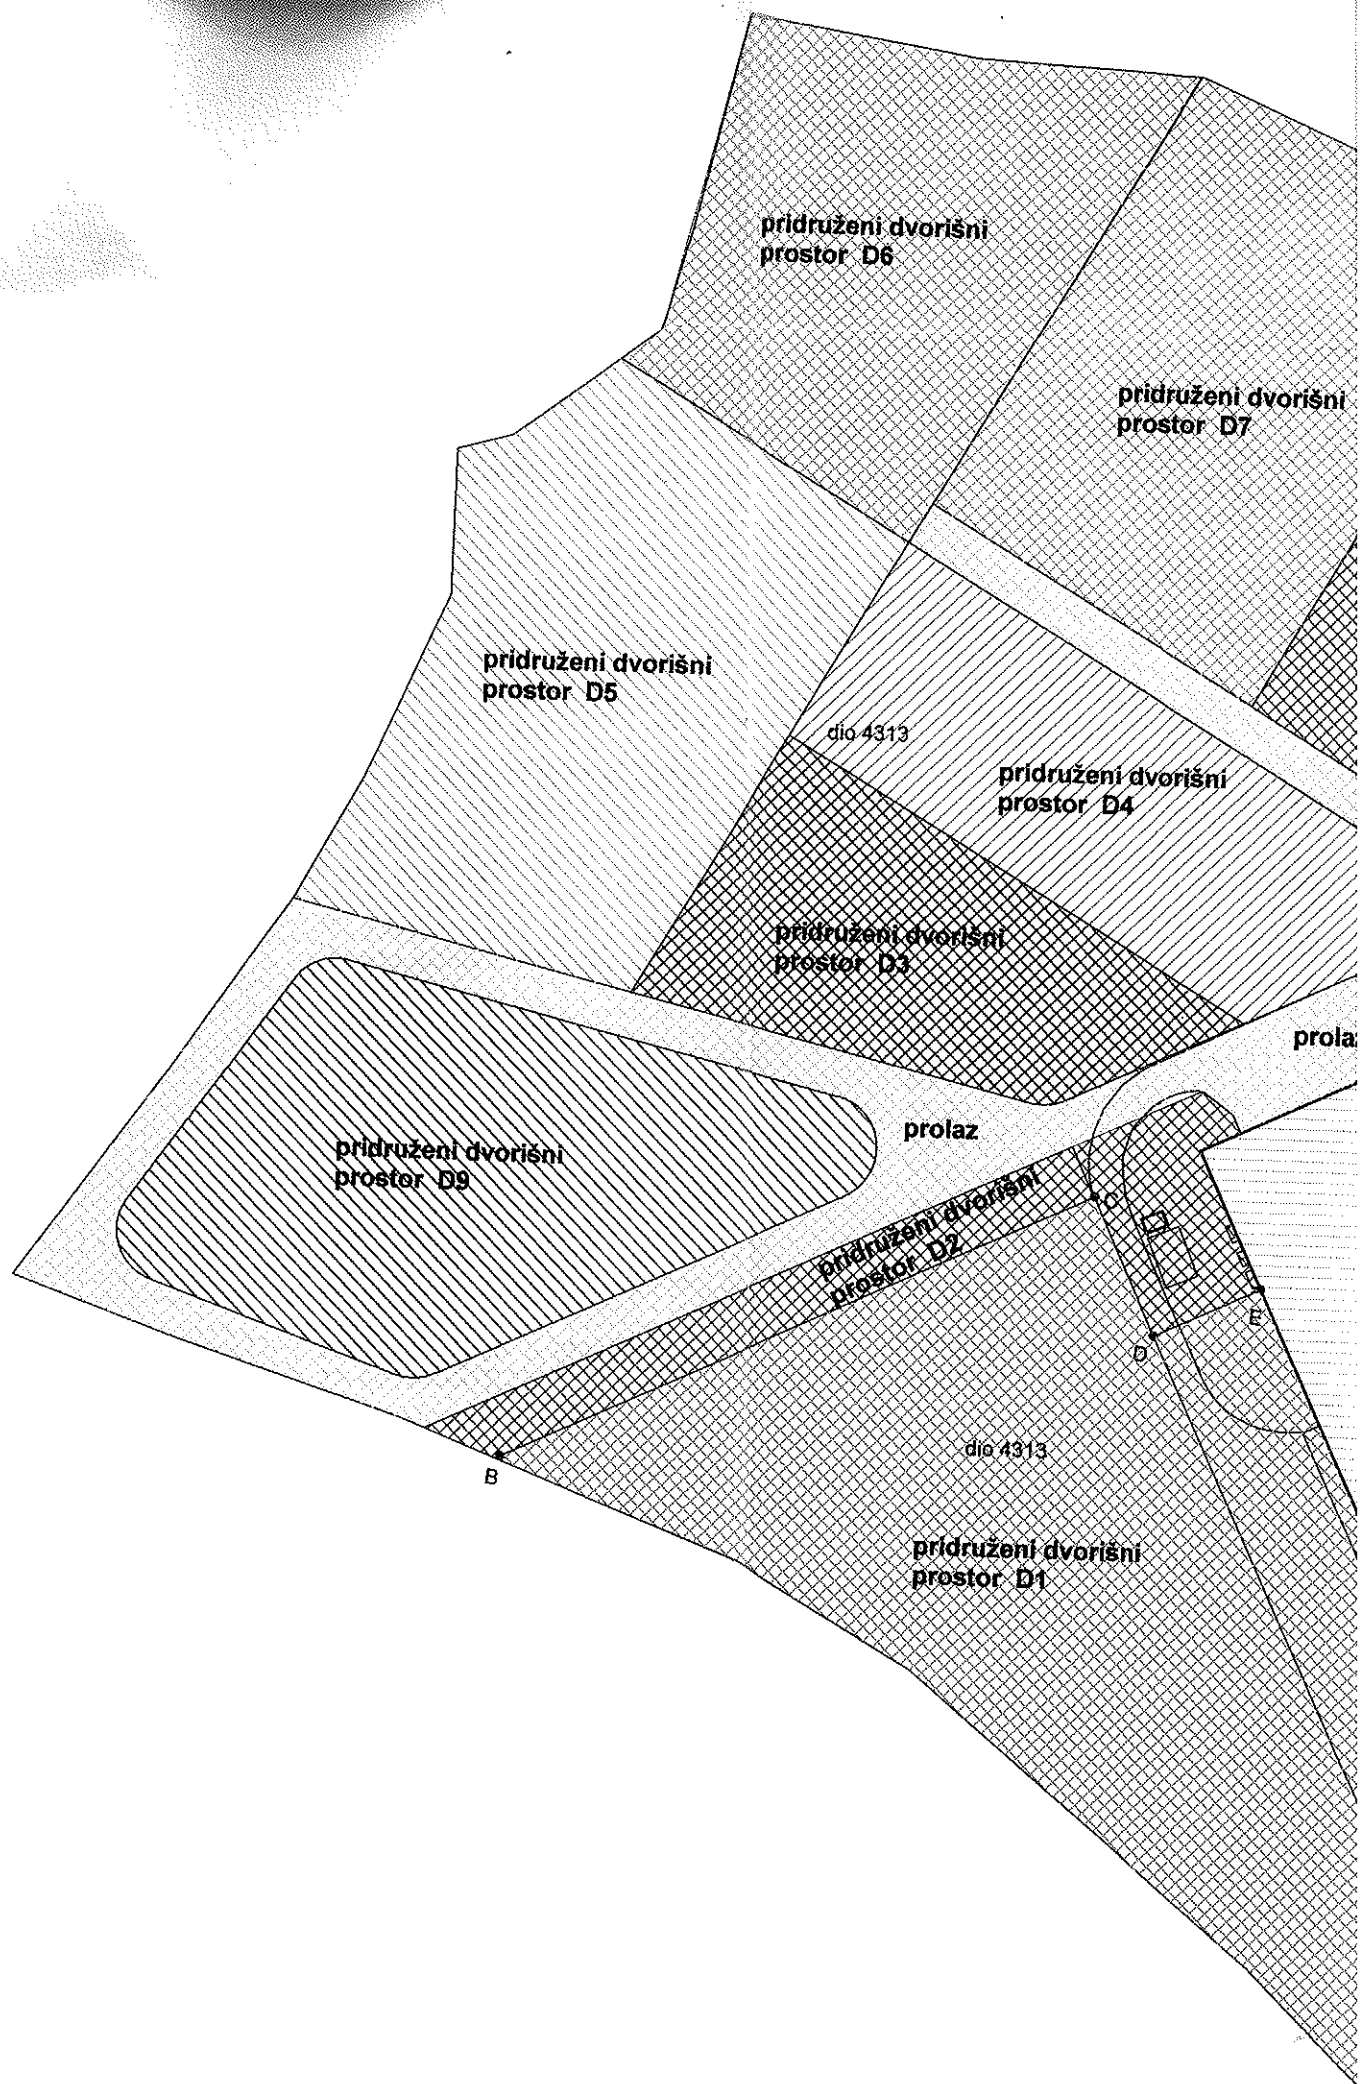 pridruženi dvorišni
prostor D6
pridruženi dvorišni
prostor D7
pridruženi dvorišni
prostor D5
dio 4313
pridruženi dvorišni
prostor D4
pridruženi dvorišni
prostor D3
prolaz
prolaz
pridruženi dvorišni
prostor D9
pridruženi dvorišni
prostor D2
C
E
D
B
dio 4313
pridruženi dvorišni
prostor D1